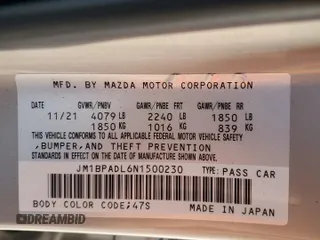 MFD. BY MAZDA MOTOR CORPORATION
GVWR/PNBV GAWR/PNBE FRT GAWR/PNBE RR
11/21 4079 LB 2240 LB 1850 LB
1850 KG 1016 KG 839 KG
THIS VEHICLE CONFORMS TO ALL APPLICABLE
FEDERAL MOTOR VEHICLE SAFETY
,BUMPER,AND THEFT PREVENTION
STANDARDS IN EFFECT ON THE DATE OF MANUFACTURE SHOWN ABOVE.
JM1BPADL6N1500230 TYPE: PASS CAR
BODY COLOR CODE;47S
MADE IN JAPAN
DREAMBID